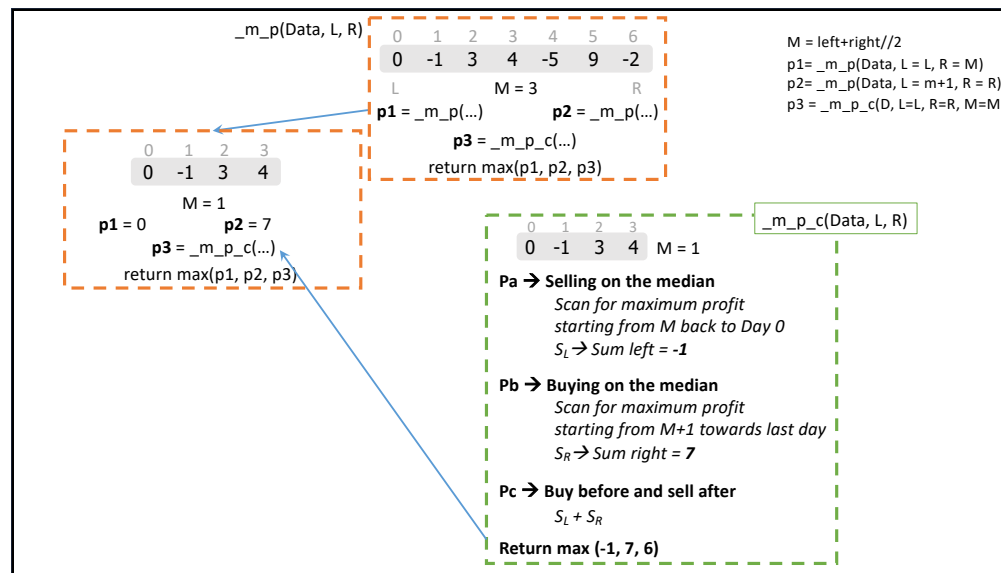 _m_p(Data, L, R)
0 1 2 3 4 5 6
0 -1 3 4 -5 9 -2
L M = 3 R
p1 = _m_p(…) p2 = _m_p(…)
p3 = _m_p_c(…)
return max(p1, p2, p3)
M = left+right//2
p1= _m_p(Data, L = L, R = M)
p2= _m_p(Data, L = m+1, R = R)
p3 = _m_p_c(D, L=L, R=R, M=M
0 1 2 3
0 -1 3 4
M = 1
p1 = 0 p2 = 7
p3 = _m_p_c(…)
return max(p1, p2, p3)
_m_p_c(Data, L, R)
0 1 2 3
0 -1 3 4 M = 1
Pa → Selling on the median
Scan for maximum profit
starting from M back to Day 0
S_L → Sum left = -1
Pb → Buying on the median
Scan for maximum profit
starting from M+1 towards last day
S_R → Sum right = 7
Pc → Buy before and sell after
S_L + S_R
Return max (-1, 7, 6)